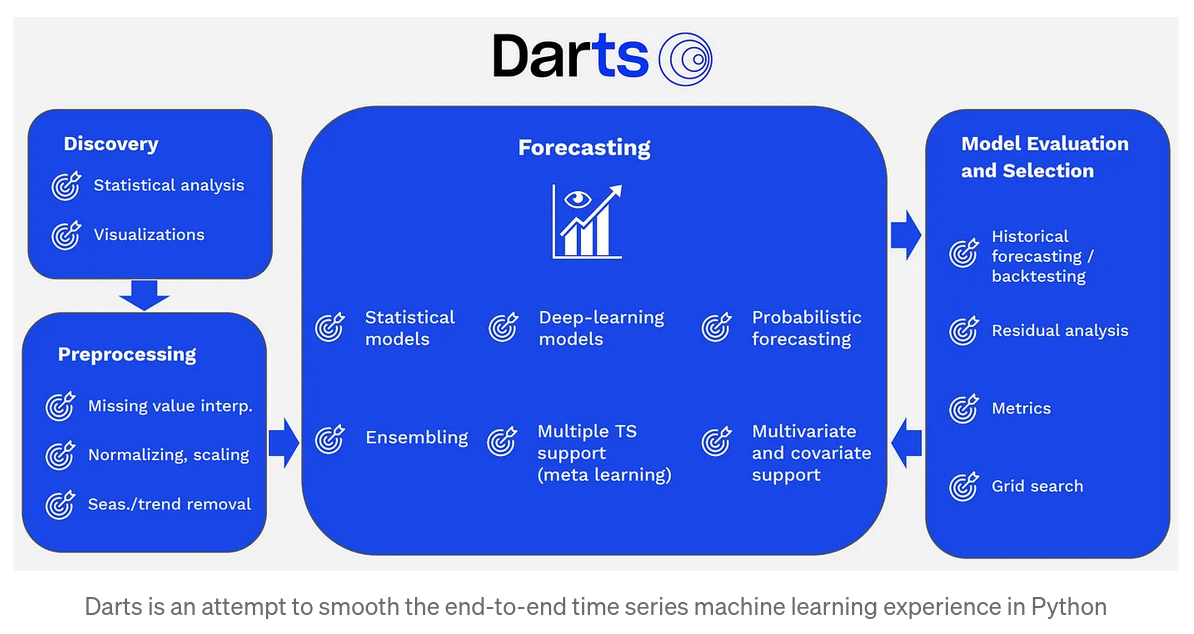 Darts
Discovery
Statistical analysis
Visualizations
Preprocessing
Missing value interp.
Normalizing, scaling
Seas./trend removal
Forecasting
Statistical
models
Deep-learning
models
Probabilistic
forecasting
Ensembling
Multiple TS
support
(meta learning)
Multivariate
and covariate
support
Model Evaluation
and Selection
Historical
forecasting /
backtesting
Residual analysis
Metrics
Grid search
Darts is an attempt to smooth the end-to-end time series machine learning experience in Python